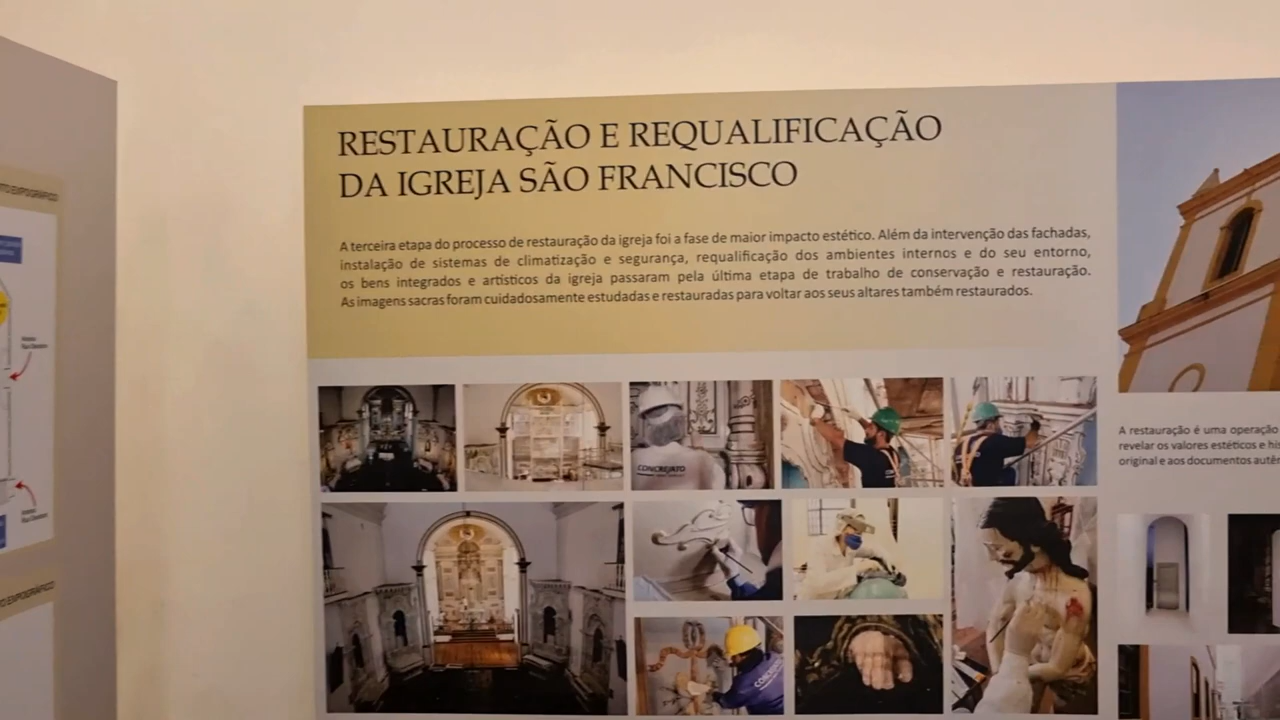 RESTAURAÇÃO E REQUALIFICAÇÃO
DA IGREJA SÃO FRANCISCO
A terceira etapa do processo de restauração da igreja foi a fase de maior impacto estético. Além da intervenção das fachadas,
instalação de sistemas de climatização e segurança, requalificação dos ambientes internos e do seu entorno,
os bens integrados e artísticos da igreja passaram pela última etapa de trabalho de conservação e restauração.
As imagens sacras foram cuidadosamente estudadas e restauradas para voltar aos seus altares também restaurados.
A restauração é uma operação
revelar os valores estéticos e
original e aos documentos
CONCREJATO